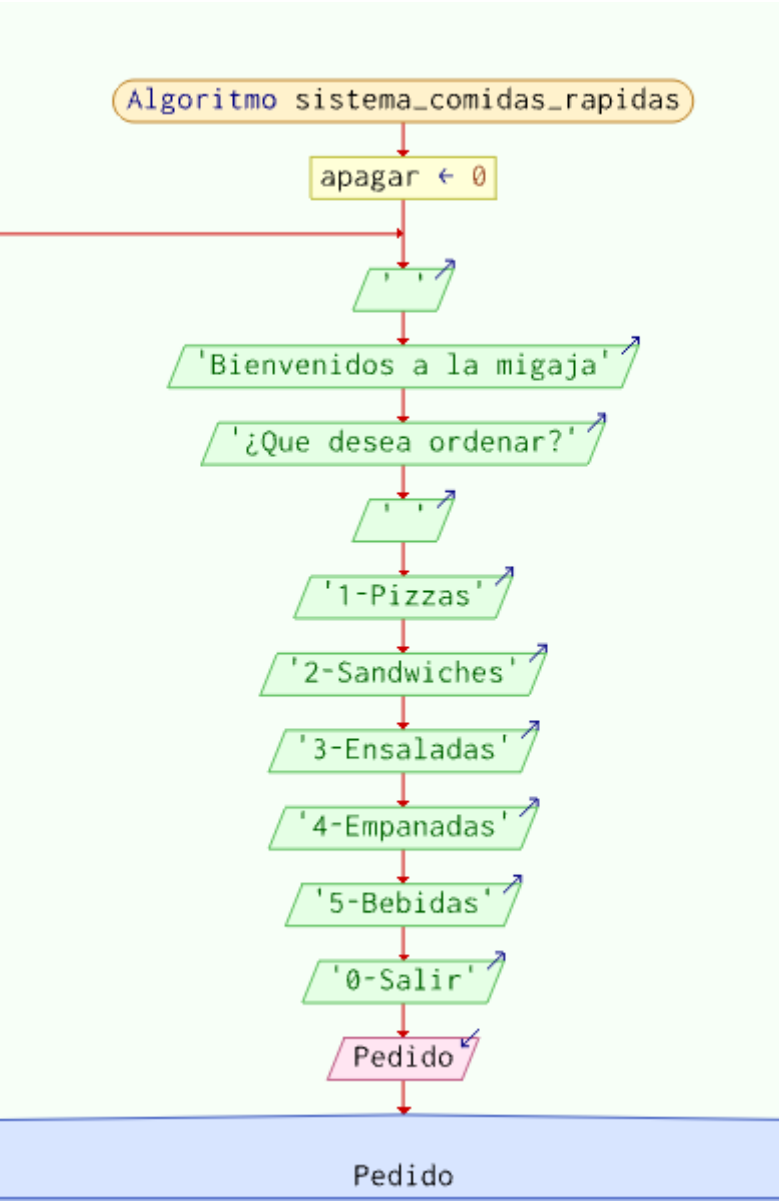 Algoritmo sistema_comidas_rapidas
apagar ← 0
' '
'Bienvenidos a la migaja'
'¿Que desea ordenar?'
' '
'1-Pizzas'
'2-Sandwiches'
'3-Ensaladas'
'4-Empanadas'
'5-Bebidas'
'0-Salir'
Pedido
Pedido